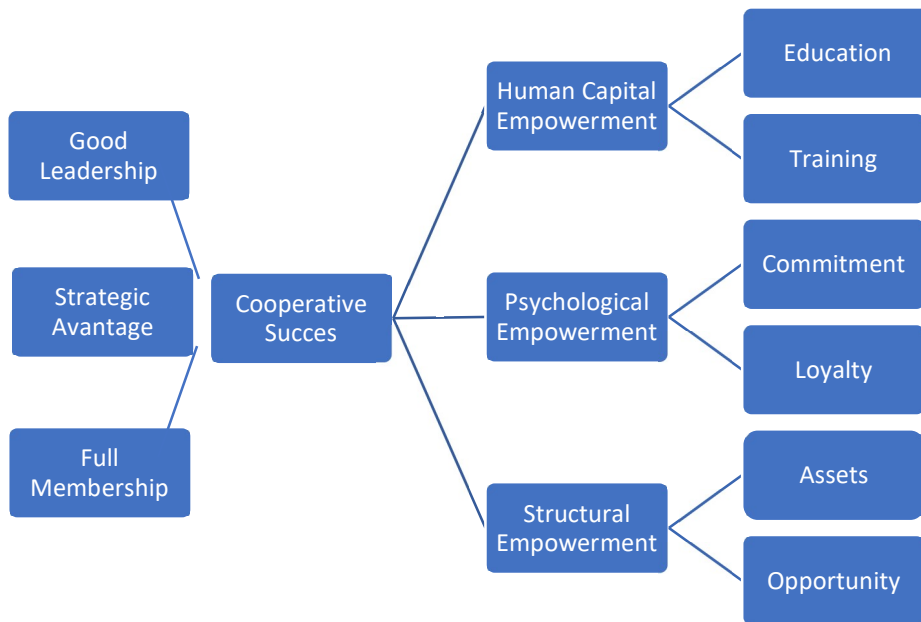 Good
Leadership
Strategic
Avantage
Full
Membership
Cooperative
Succes
Human Capital
Empowerment
Psychological
Empowerment
Structural
Empowerment
Education
Training
Commitment
Loyalty
Assets
Opportunity